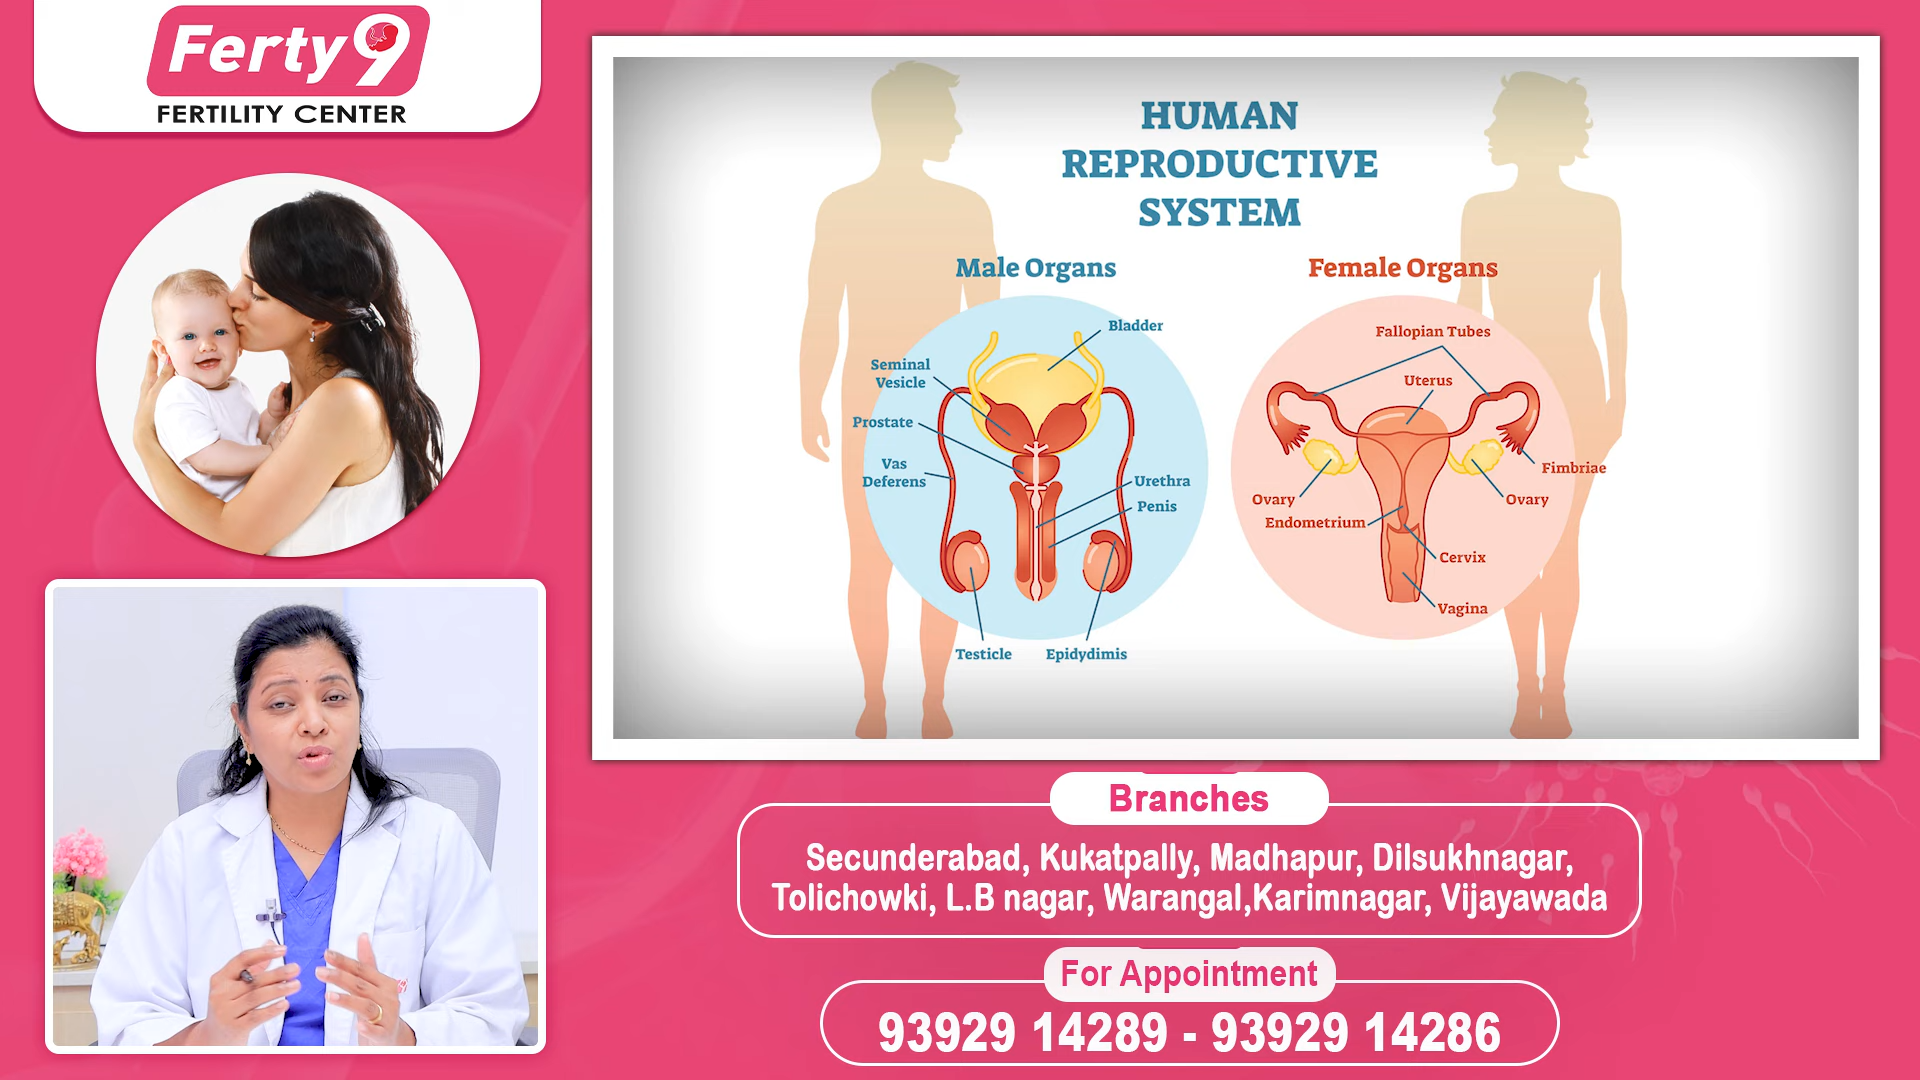 Ferty9
FERTILITY CENTER
HUMAN
REPRODUCTIVE
SYSTEM
Male Organs
Bladder
Seminal
Vesicle
Prostate
Vas
Deferens
Urethra
Penis
Testicle
Epidydimis
Female Organs
Fallopian Tubes
Uterus
Fimbriae
Ovary
Ovary
Endometrium
Cervix
Vagina
Branches
Secunderabad, Kukatpally, Madhapur, Dilsukhnagar,
Tolichowki, L.B nagar, Warangal,Karimnagar, Vijayawada
For Appointment
93929 14289 - 93929 14286